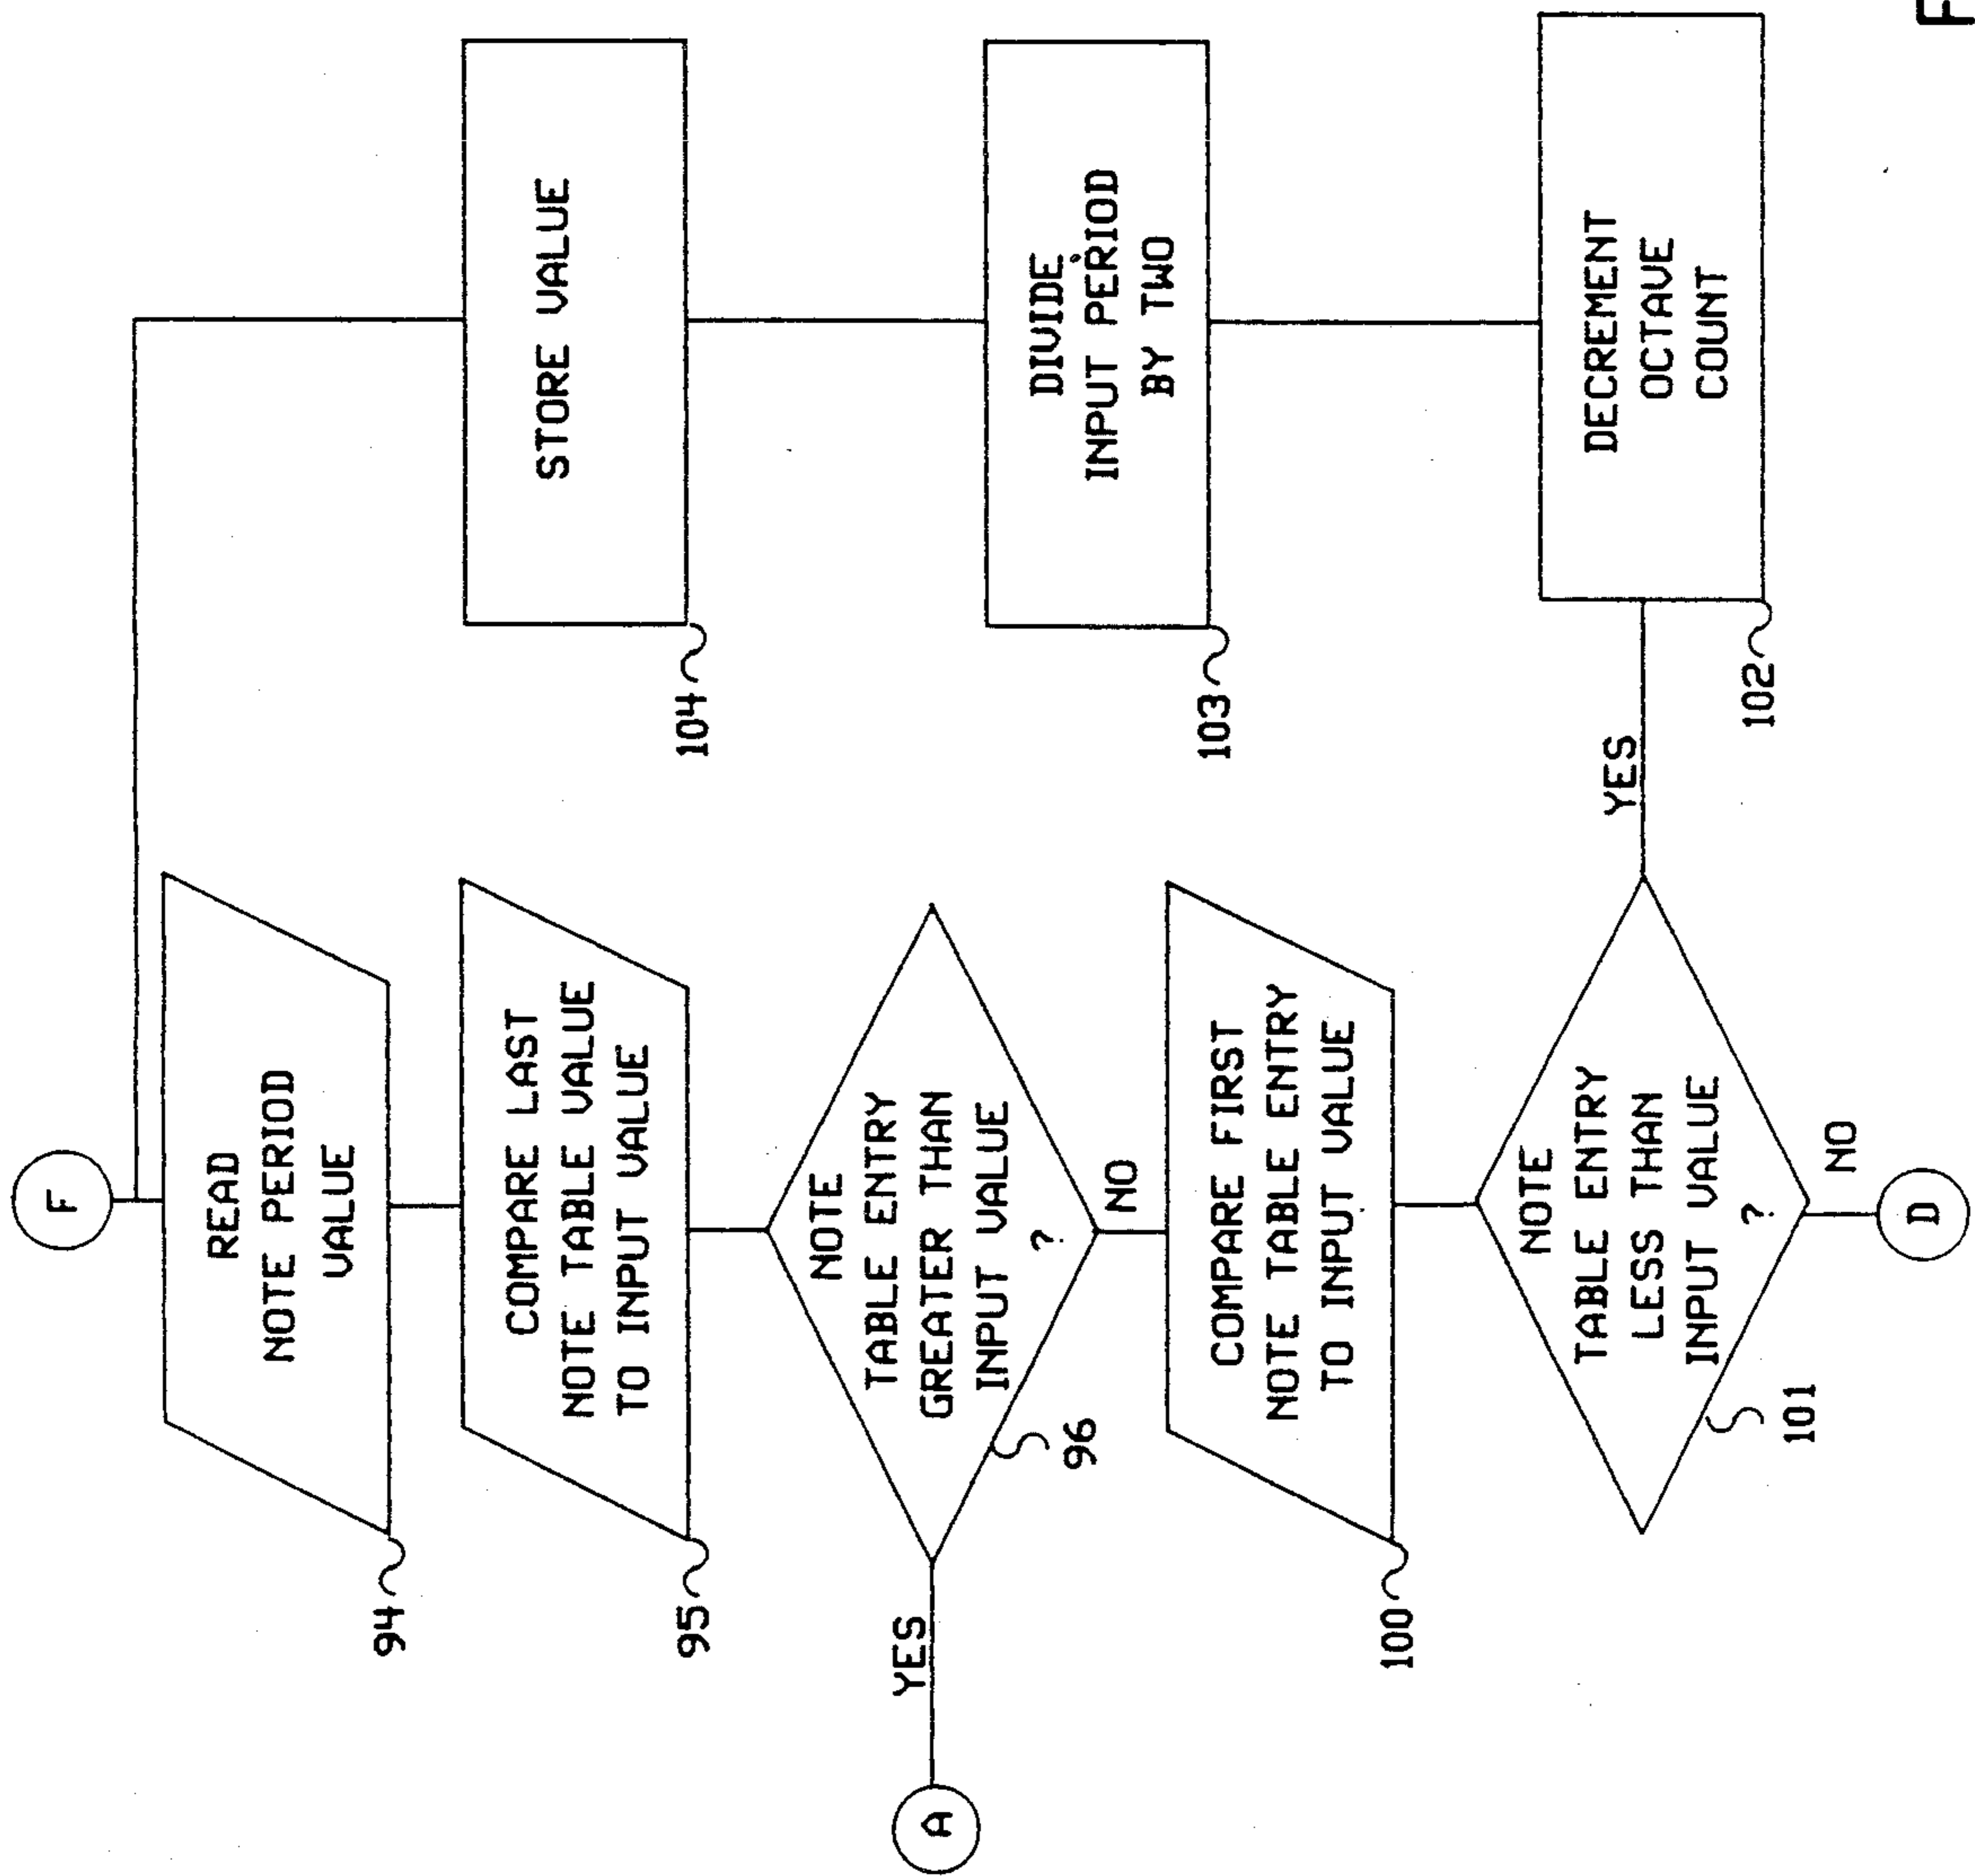 F
READ
NOTE PERIOD
VALUE
94
COMPARE LAST
NOTE TABLE VALUE
TO INPUT VALUE
95
NOTE
TABLE ENTRY
GREATER THAN
INPUT VALUE
?
96
YES
A
NO
COMPARE FIRST
NOTE TABLE ENTRY
TO INPUT VALUE
100
NOTE
TABLE ENTRY
LESS THAN
INPUT VALUE
?
101
NO
D
YES
DECREMENT
OCTAVE
COUNT
102
DIVIDE
INPUT PERIOD
BY TWO
103
STORE VALUE
104